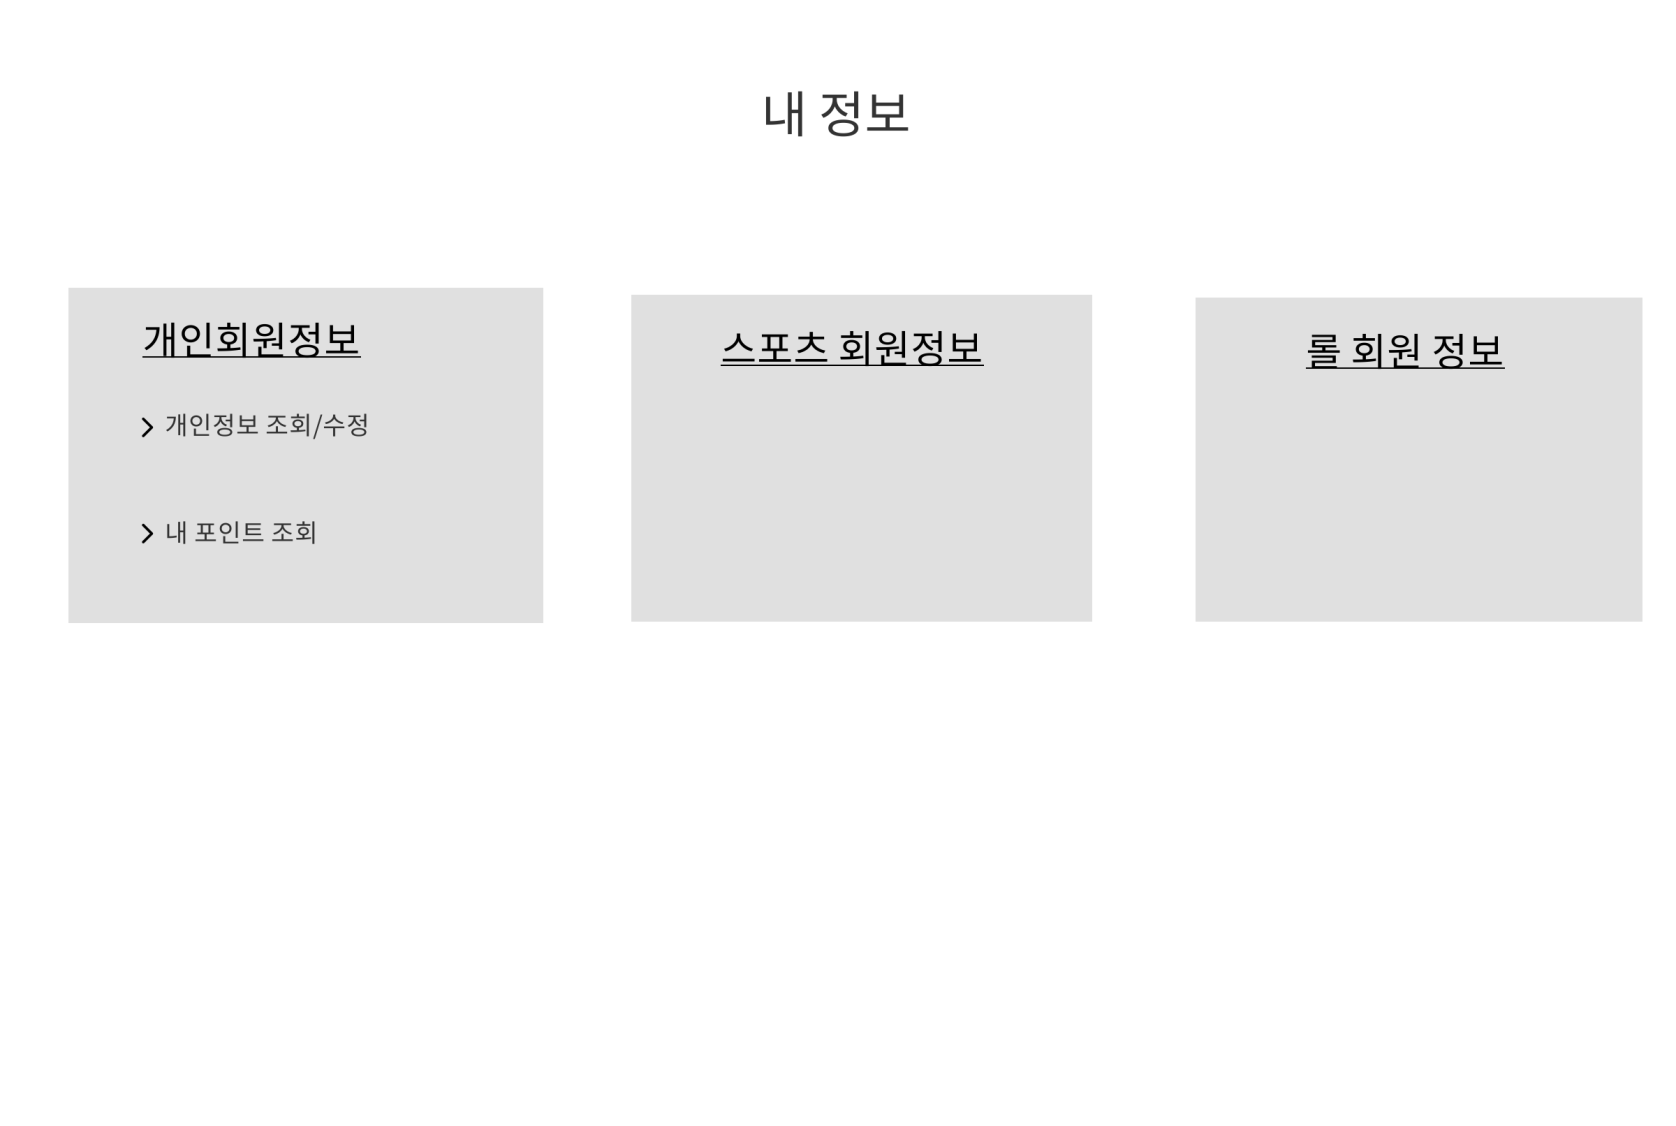 내 정보
개인회원정보
개인정보 조회/수정
내 포인트 조회
스포츠 회원정보
롤 회원 정보